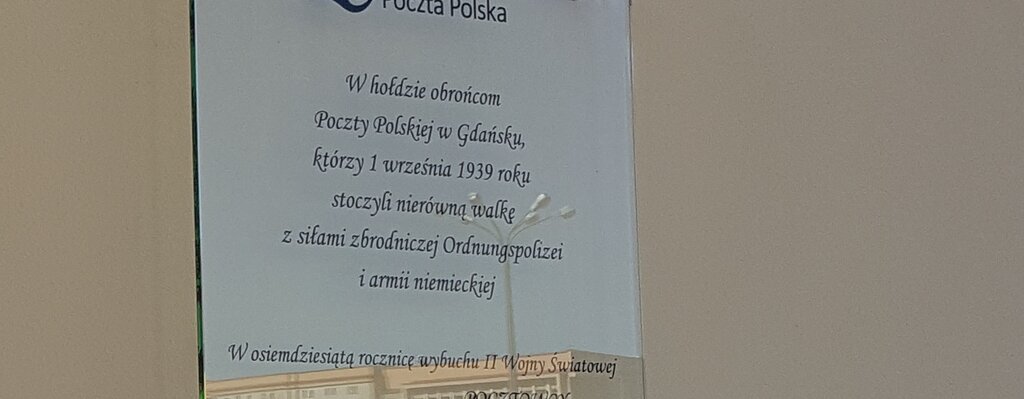 Poczta Polska
W hołdzie obrońcom
Poczty Polskiej w Gdańsku,
którzy 1 września 1939 roku
stoczyli nierówną walkę
z siłami zbrodniczej Ordnungspolizei
i armii niemieckiej
W osiemdziesiątą rocznicę wybuchu II Wojny Światowej